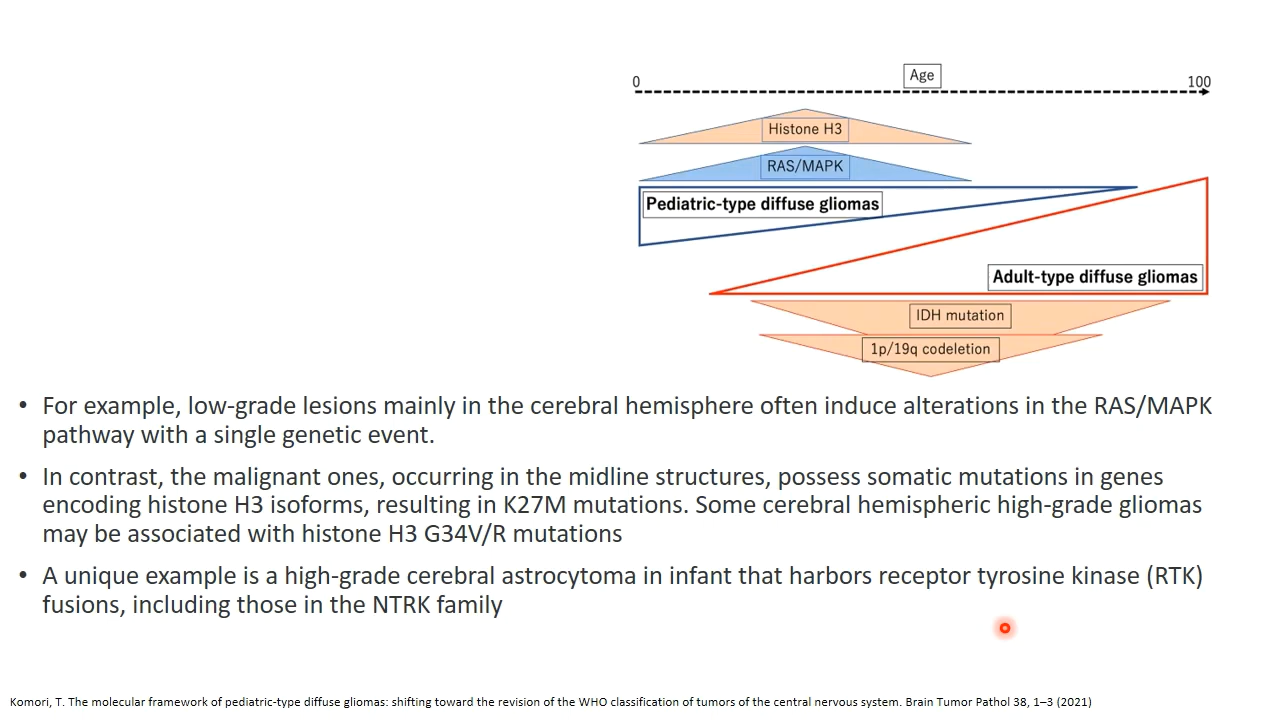 Age
0
100
Histone H3
RAS/MAPK
Pediatric-type diffuse gliomas
Adult-type diffuse gliomas
IDH mutation
1p/19q codeletion
• For example, low-grade lesions mainly in the cerebral hemisphere often induce alterations in the RAS/MAPK
pathway with a single genetic event.
• In contrast, the malignant ones, occurring in the midline structures, possess somatic mutations in genes
encoding histone H3 isoforms, resulting in K27M mutations. Some cerebral hemispheric high-grade gliomas
may be associated with histone H3 G34V/R mutations
• A unique example is a high-grade cerebral astrocytoma in infant that harbors receptor tyrosine kinase (RTK)
fusions, including those in the NTRK family
Komori, T. The molecular framework of pediatric-type diffuse gliomas: shifting toward the revision of the WHO classification of tumors of the central nervous system. Brain Tumor Pathol 38, 1–3 (2021)